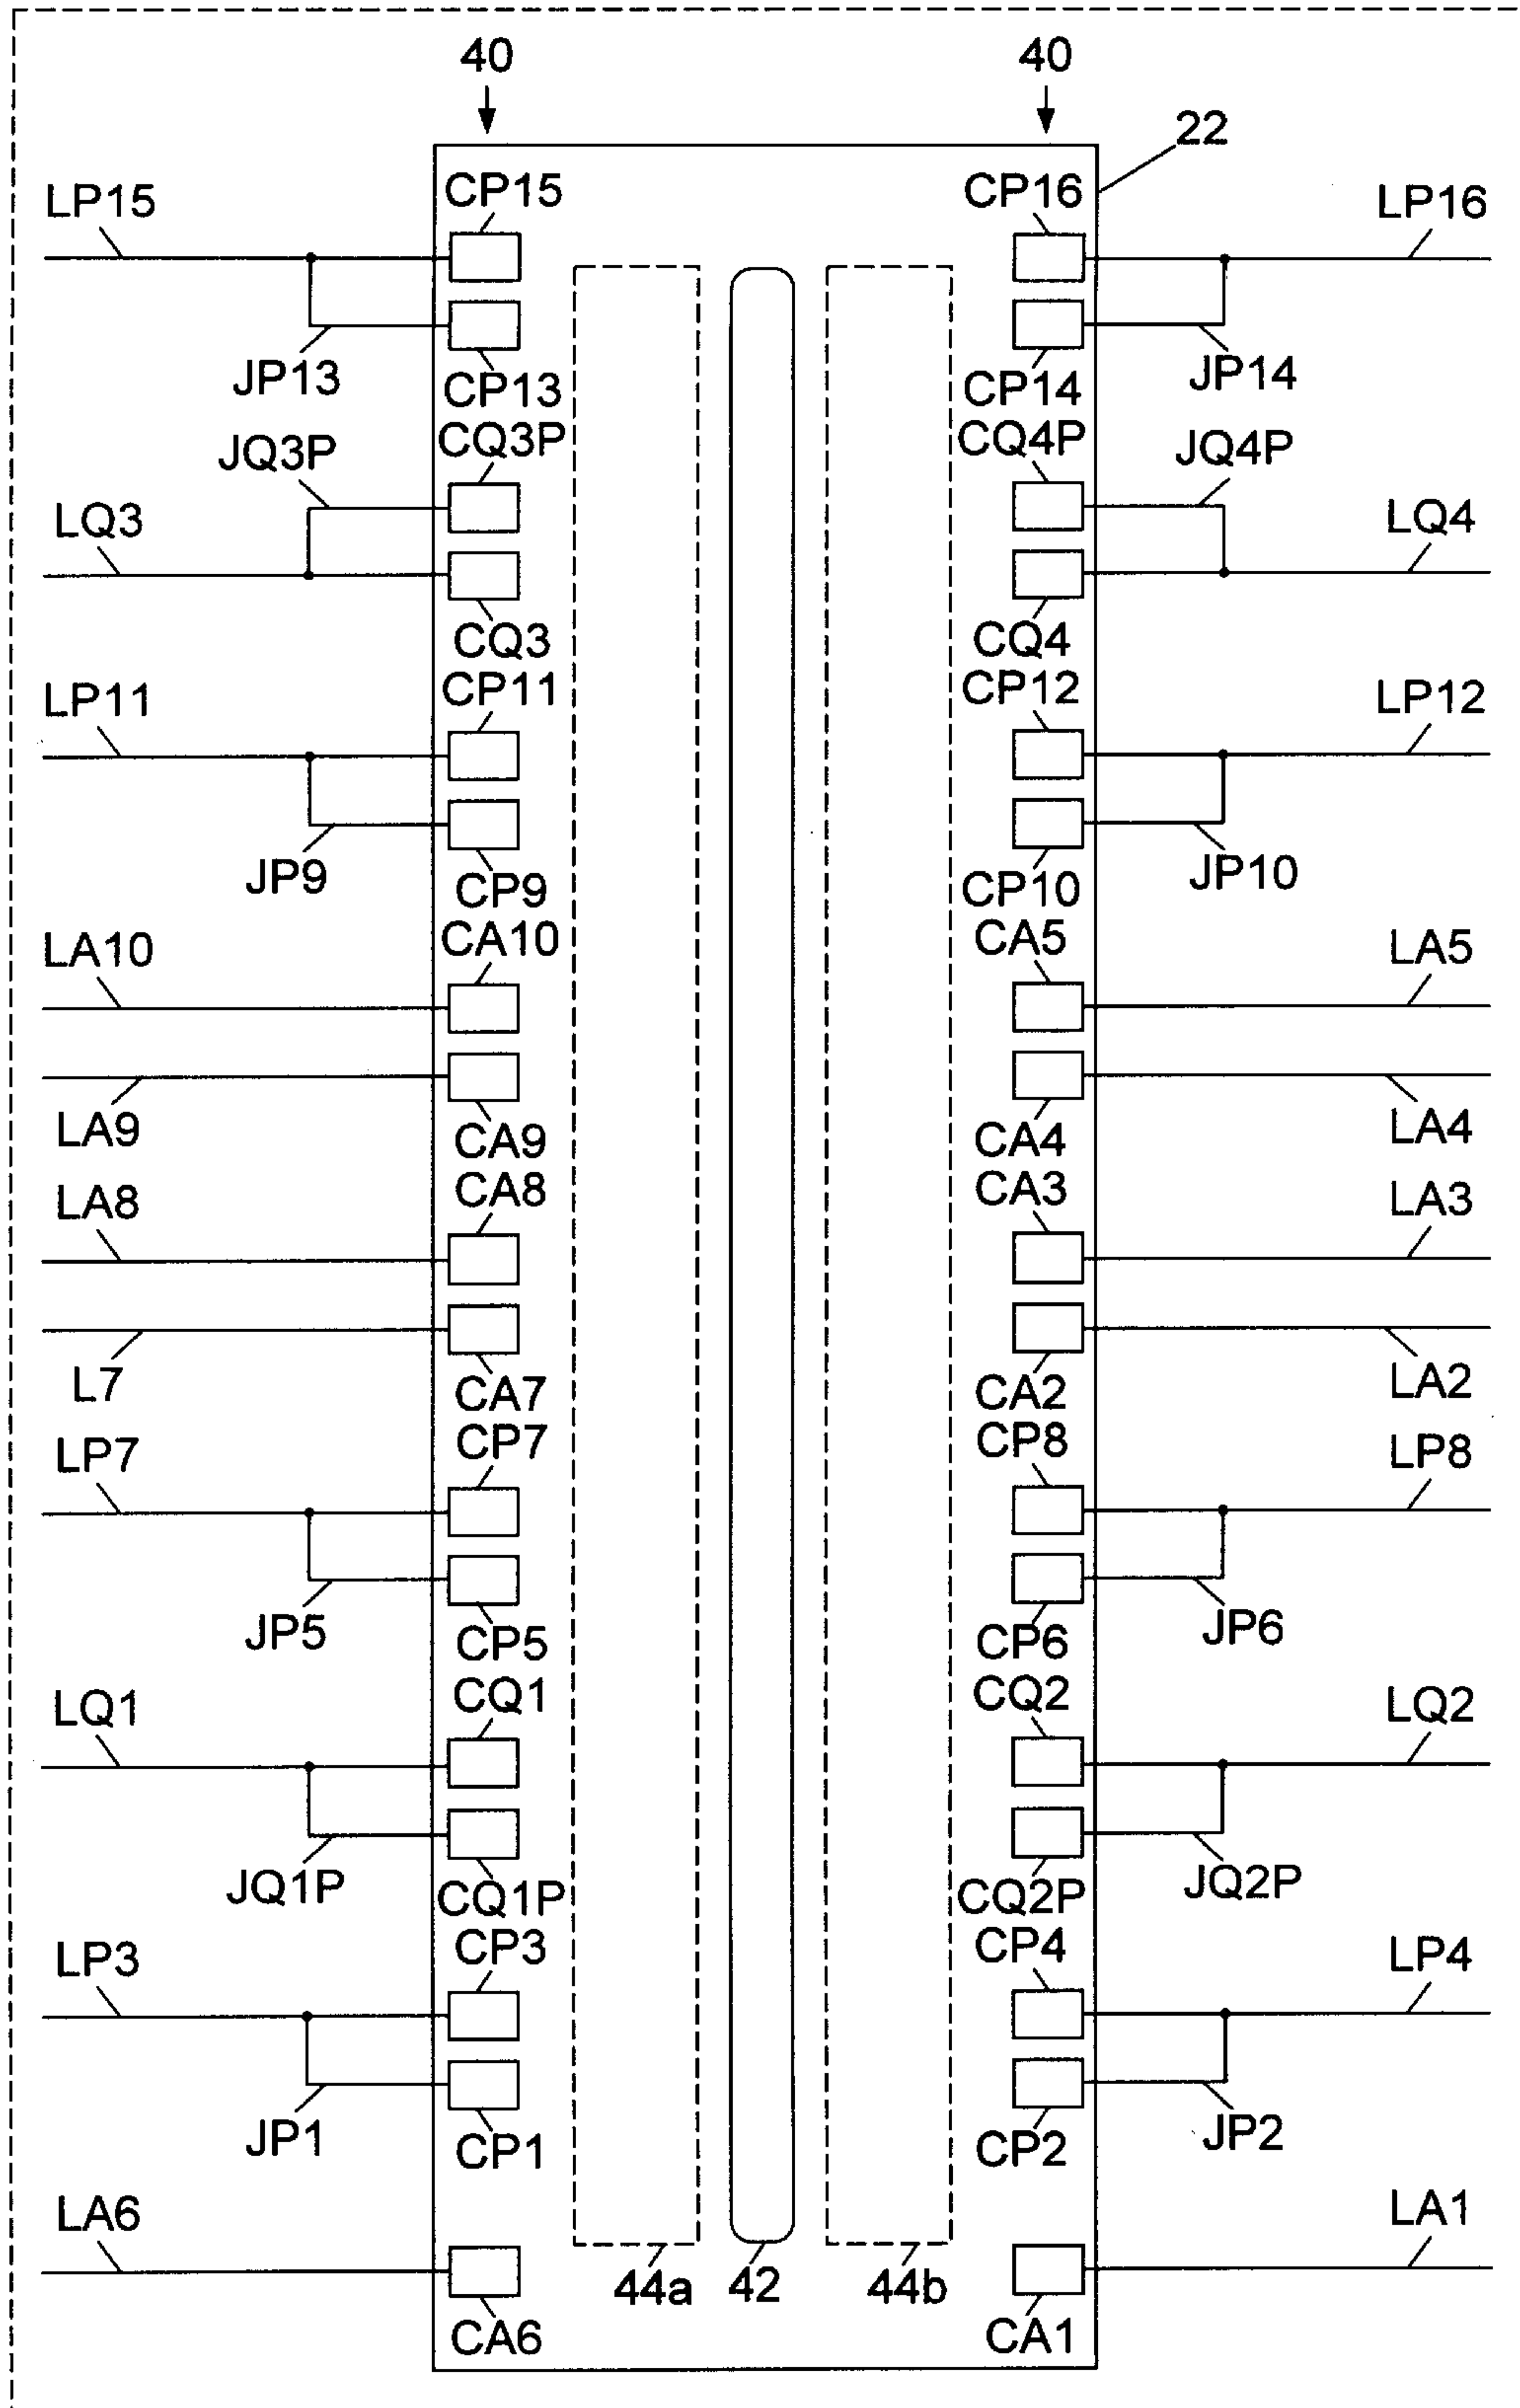 40 40
22
CP15 CP16
LP15 LP16
JP13 CP13 CP14 JP14
JQ3P CQ3P CQ4P JQ4P
LQ3 LQ4
CQ3 CQ4
LP11 CP11 CP12 LP12
JP9 CP9 CP10 JP10
LA10 CA10 CA5 LA5
LA9 CA9 CA4 LA4
LA8 CA8 CA3 LA3
L7 CA7 CA2 LA2
LP7 CP7 CP8 LP8
JP5 CP5 CP6 JP6
LQ1 CQ1 CQ2 LQ2
JQ1P CQ1P CQ2P JQ2P
LP3 CP3 CP4 LP4
JP1 CP1 CP2 JP2
LA6 LA1
44a 42 44b
CA6 CA1